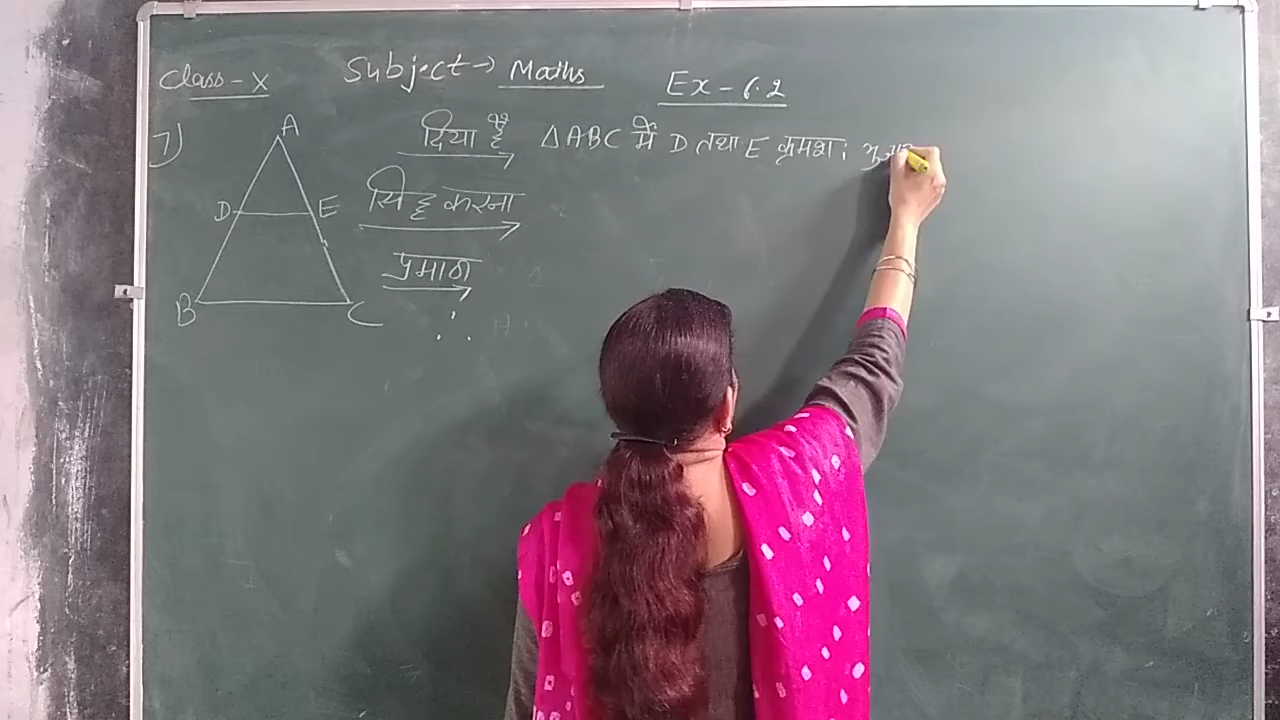 Class - X Subject → Maths Ex - 6.2
7)
दिया है △ABC में D तथा E क्रमश:
सिद्ध करना
प्रमाण
∴
A
D E
B C